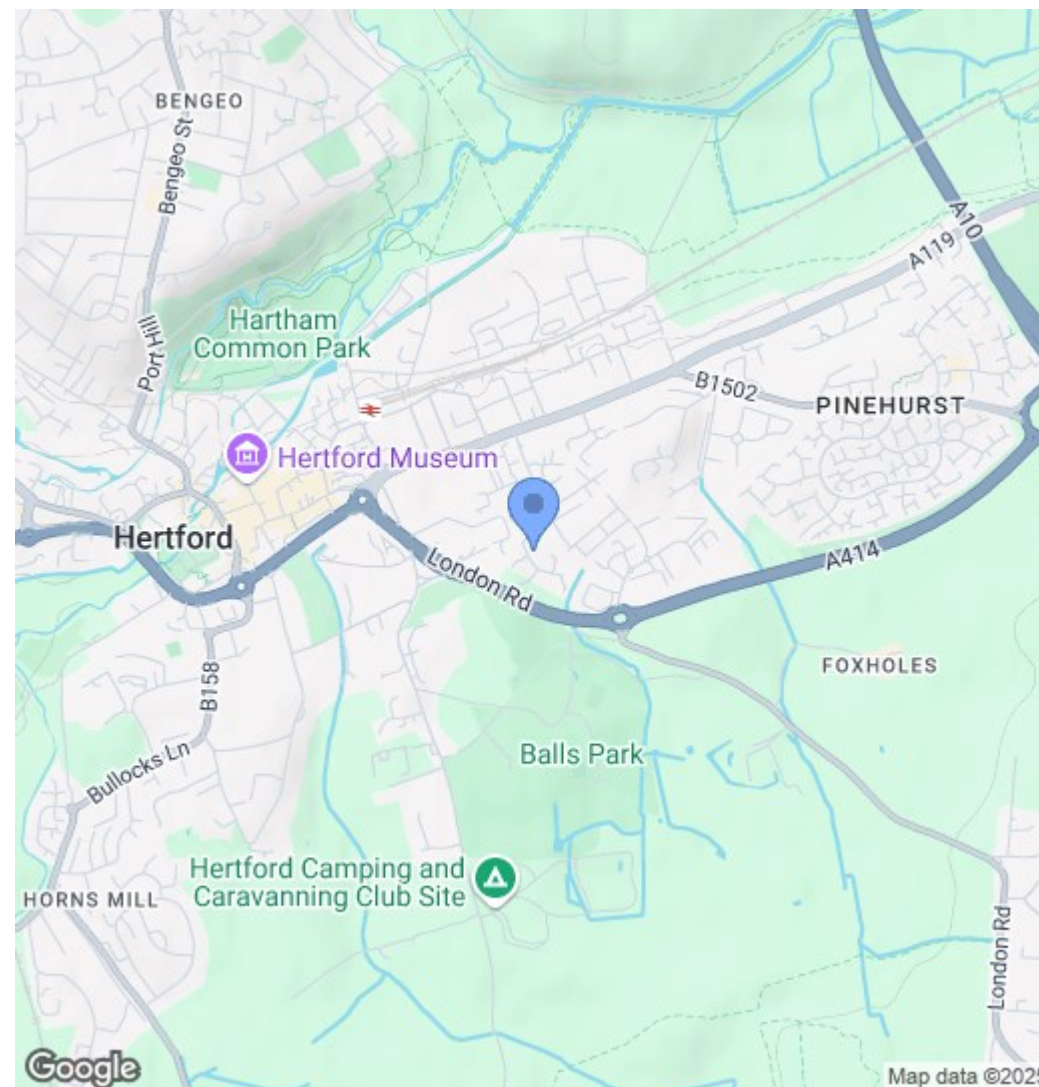 BENGEO
Bengeo St
A10
A119
Port Hill
Hartham
Common Park
B1502
PINEHURST
Hertford Museum
Hertford
London Rd
A414
B158
FOXHOLES
Bullocks Ln
Balls Park
Hertford Camping and
Caravanning Club Site
HORNS MILL
London Rd
Google
Map data ©2025